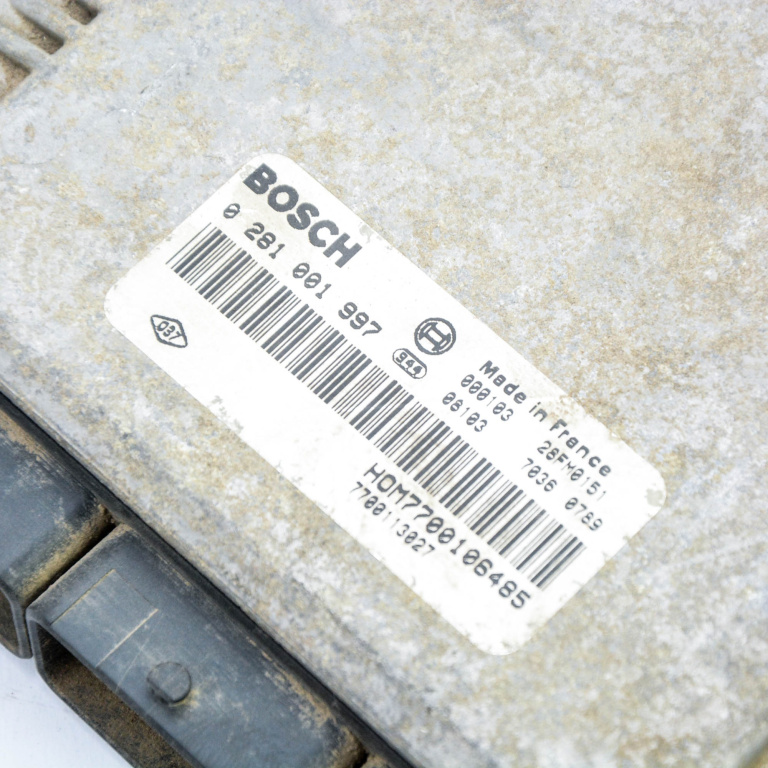 BOSCH
0 281 001 997
037
944
Made in France
000103 28FM0151
08103 7036 0789
HOM7700106485
7700113027